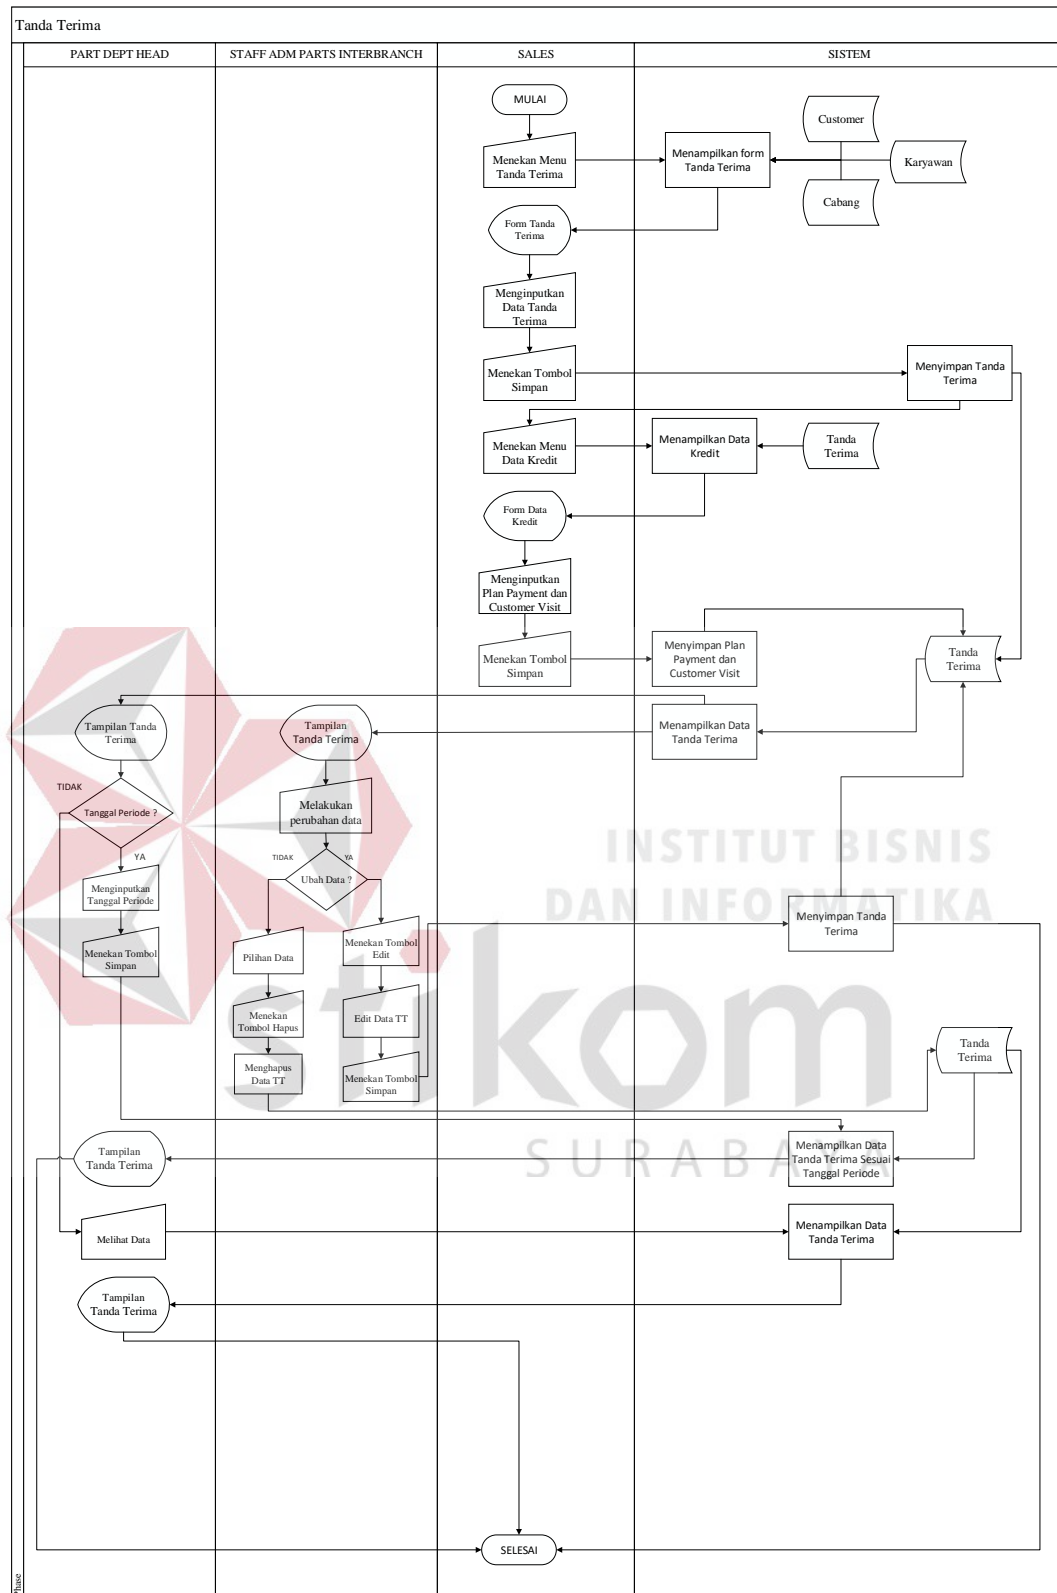 Tanda Terima
PART DEPT HEAD
STAFF ADM PARTS INTERBRANCH
SALES
SISTEM
MULAI
Customer
Menekan Menu
Tanda Terima
Menampilkan form
Tanda Terima
Karyawan
Cabang
Form Tanda
Terima
Menginputkan
Data Tanda
Terima
Menekan Tombol
Simpan
Menyimpan Tanda
Terima
Menekan Menu
Data Kredit
Menampilkan Data
Kredit
Tanda
Terima
Form Data
Kredit
Menginputkan
Plan Payment dan
Customer Visit
Menekan Tombol
Simpan
Menyimpan Plan
Payment dan
Customer Visit
Tanda
Terima
Tampilan Tanda
Terima
Tampilan
Tanda Terima
Menampilkan Data
Tanda Terima
TIDAK
Tanggal Periode ?
YA
Melakukan
perubahan data
TIDAK
YA
Ubah Data ?
Menginputkan
Tanggal Periode
Menekan Tombol
Simpan
Pilihan Data
Menekan Tombol
Edit
Menyimpan Tanda
Terima
Menekan
Tombol Hapus
Edit Data TT
Menghapus
Data TT
Menekan Tombol
Simpan
Tanda
Terima
Tampilan
Tanda Terima
Menampilkan Data
Tanda Terima Sesuai
Tanggal Periode
Melihat Data
Menampilkan Data
Tanda Terima
Tampilan
Tanda Terima
SELESAI
Phase
INSTITUT BISNIS
DAN INFORMATIKA
stikom
SURABAYA